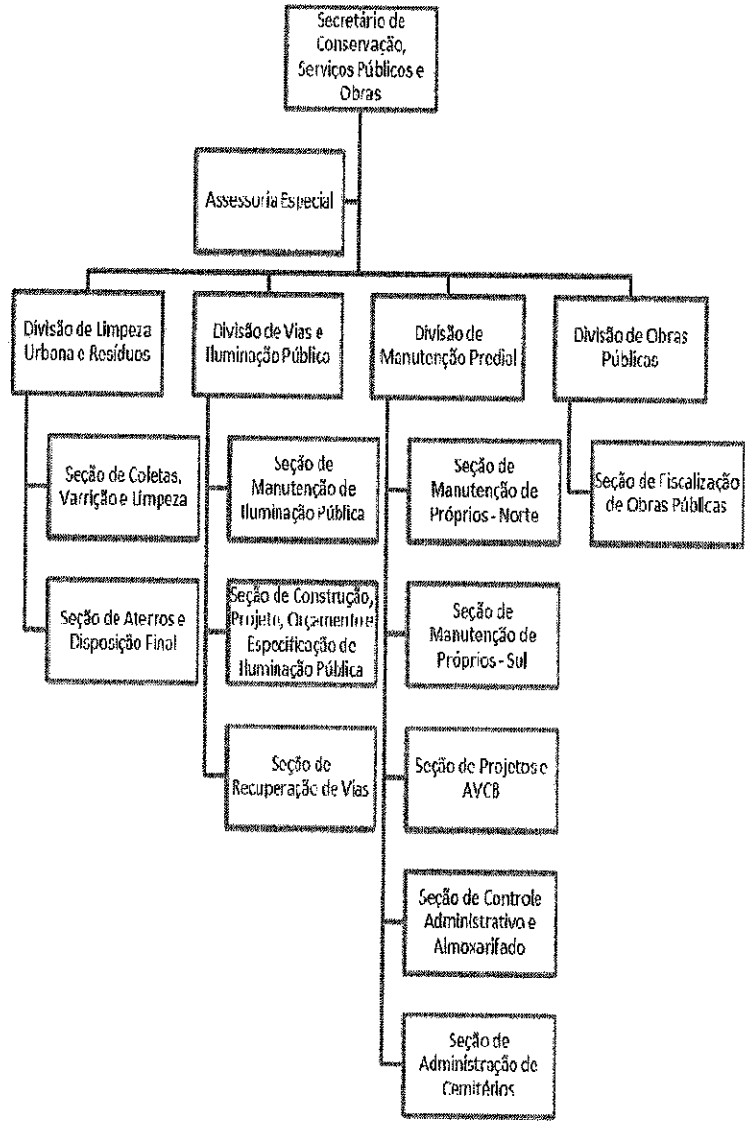 Secretário de
Conservação,
Serviços Públicos e
Obras
Assessoria Especial
Divisão de Limpeza
Urbana e Resíduos
Divisão de Vias e
Iluminação Pública
Divisão de
Manutenção Predial
Divisão de Obras
Públicas
Seção de Coletas,
Varrição e Limpeza
Seção de
Manutenção de
Iluminação Pública
Seção de
Manutenção de
Próprios - Norte
Seção de Fiscalização
de Obras Públicas
Seção de Aterros e
Disposição Final
Seção de Construção,
Projeto, Orçamento e
Especificação de
Iluminação Pública
Seção de
Manutenção de
Próprios - Sul
Seção de
Recuperação de Vias
Seção de Projetos e
AVCB
Seção de Controle
Administrativo e
Almoxarifado
Seção de
Administração de
Cemitérios